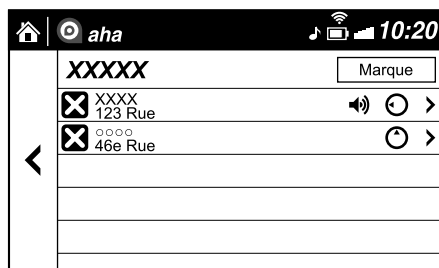 aha 10:20
XXXXX Marque
XXXX
123 Rue
○○○○
46e Rue